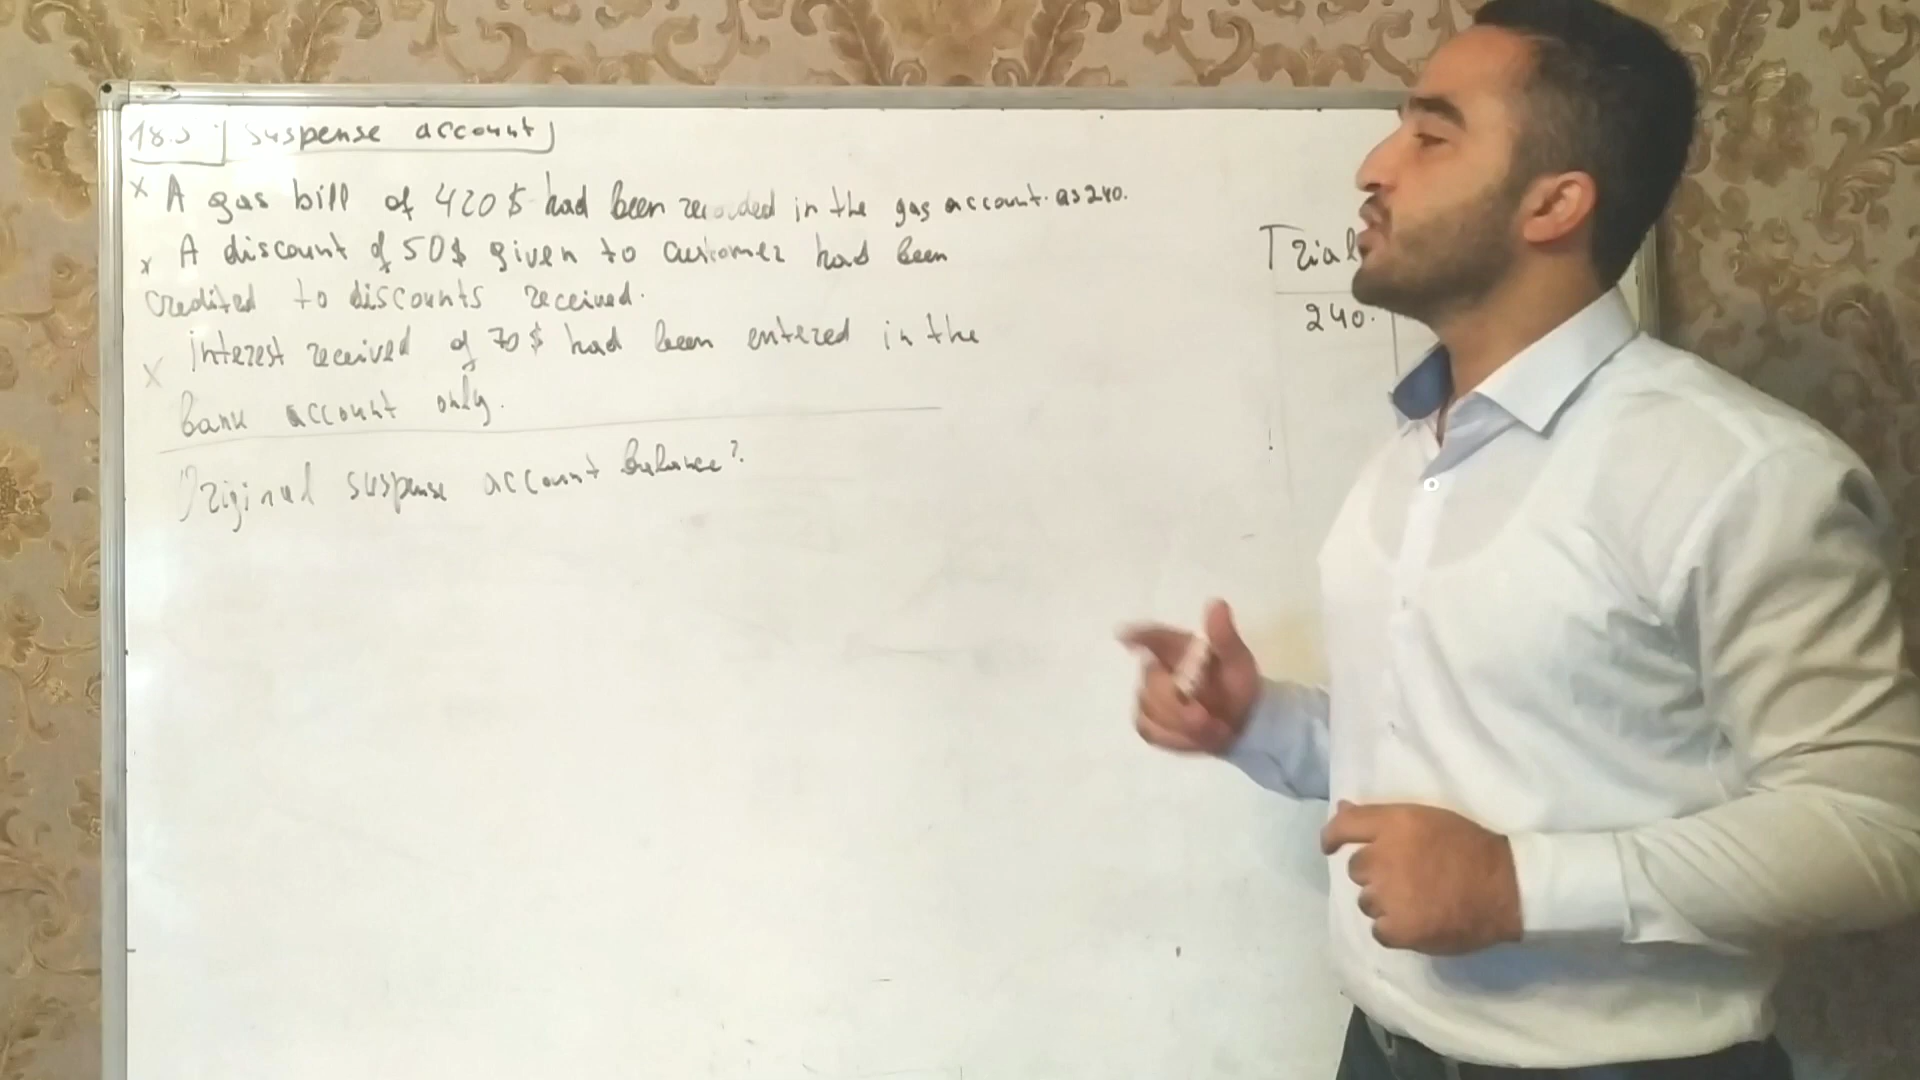 18.5 suspense account
x A gas bill of 420$ had been recorded in the gas account. as 240.
x A discount of 50$ given to customer had been
credited to discounts received.
x interest received of 70$ had been entered in the
bank account only.
Original suspense account balance?
Trial
240.